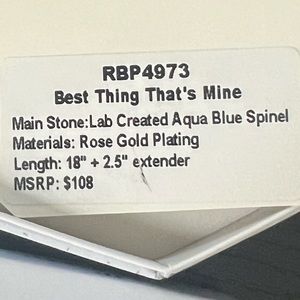 RBP4973
Best Thing That's Mine
Main Stone:Lab Created Aqua Blue Spinel
Materials: Rose Gold Plating
Length: 18" + 2.5" extender
MSRP: $108